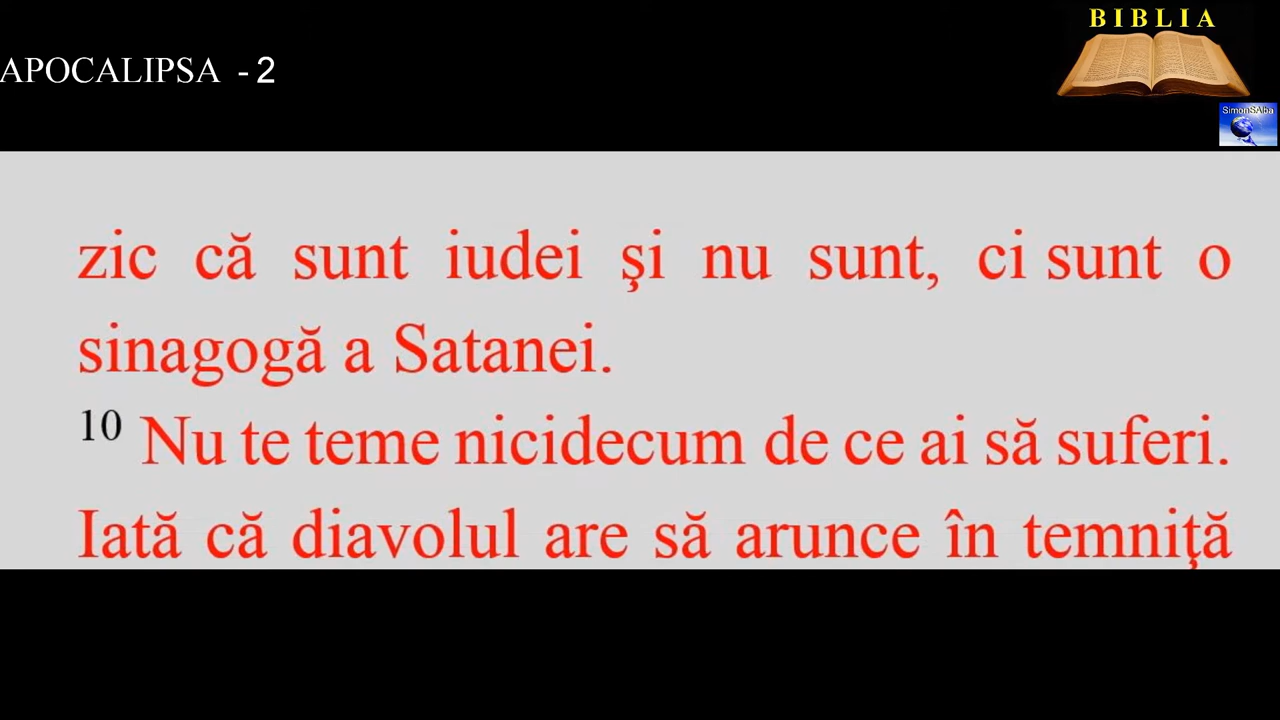 BIBLIA
APOCALIPSA - 2
SimonSAlba
zic că sunt iudei şi nu sunt, ci sunt o
sinagogă a Satanei.
10 Nu te teme nicidecum de ce ai să suferi.
Iată că diavolul are să arunce în temniţă